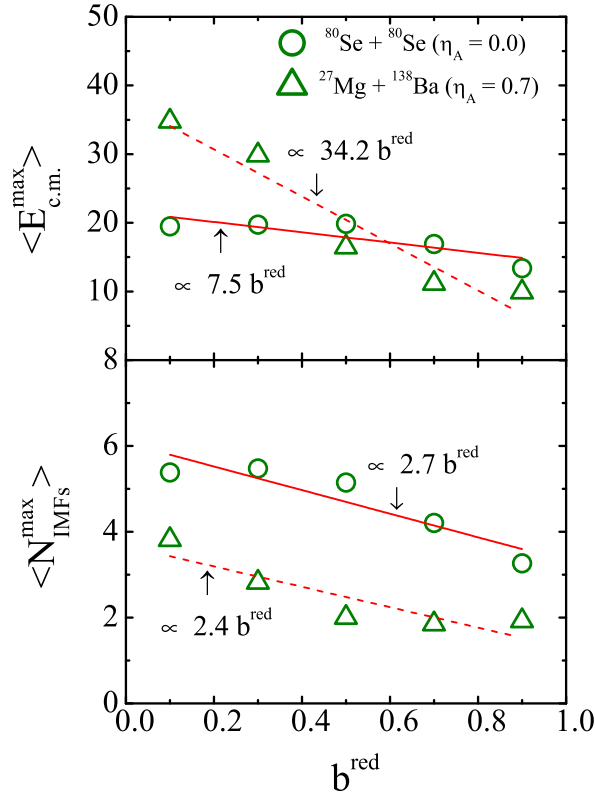 50
⁸⁰Se + ⁸⁰Se (η_A = 0.0)
40
²⁷Mg + ¹³⁸Ba (η_A = 0.7)
30
∝ 34.2 b^red
<E^max_c.m.>
20
10
∝ 7.5 b^red
8
6
∝ 2.7 b^red
<N^max_IMFs>
4
2
∝ 2.4 b^red
0
0.0 0.2 0.4 0.6 0.8 1.0
b^red